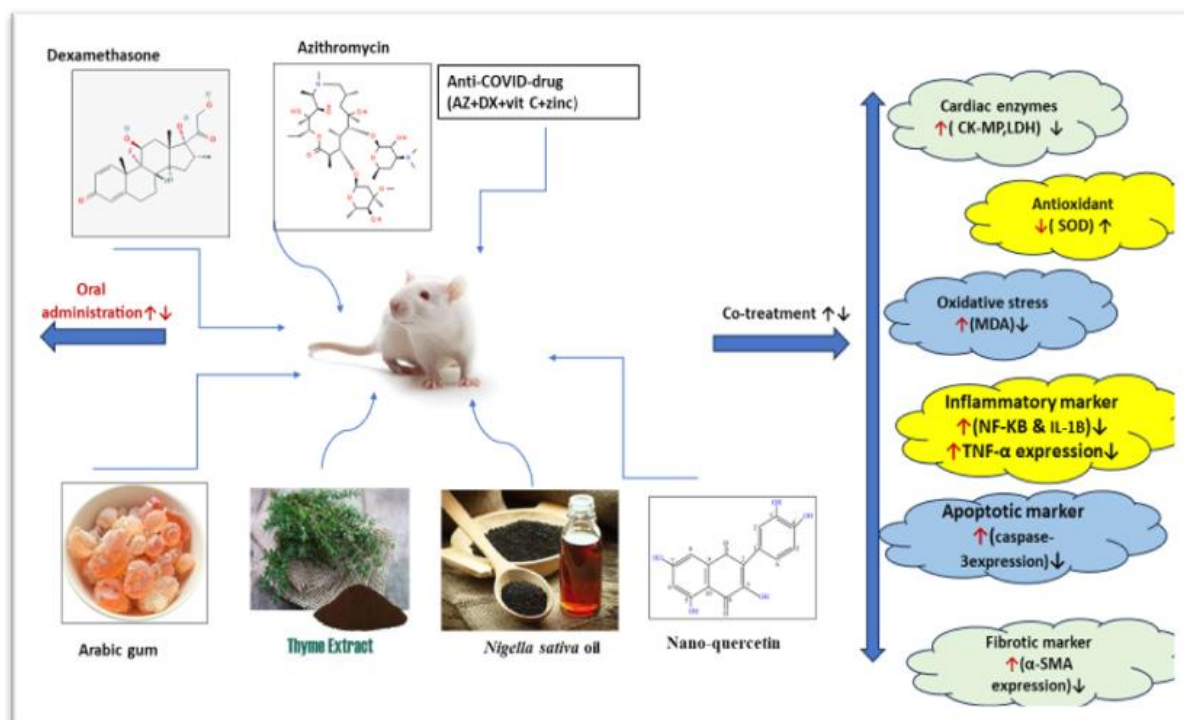 Dexamethasone
Azithromycin
Anti-COVID-drug
(AZ+DX+vit C+zinc)
Oral
administration↑↓
Co-treatment ↑↓
Cardiac enzymes
↑( CK-MP,LDH) ↓
Antioxidant
↓( SOD) ↑
Oxidative stress
↑(MDA)↓
Inflammatory marker
↑(NF-KB & IL-1B)↓
↑TNF-α expression↓
Apoptotic marker
↑(caspase-
3expression)↓
Fibrotic marker
↑(α-SMA
expression)↓
Arabic gum
Thyme Extract
Nigella sativa oil
Nano-quercetin